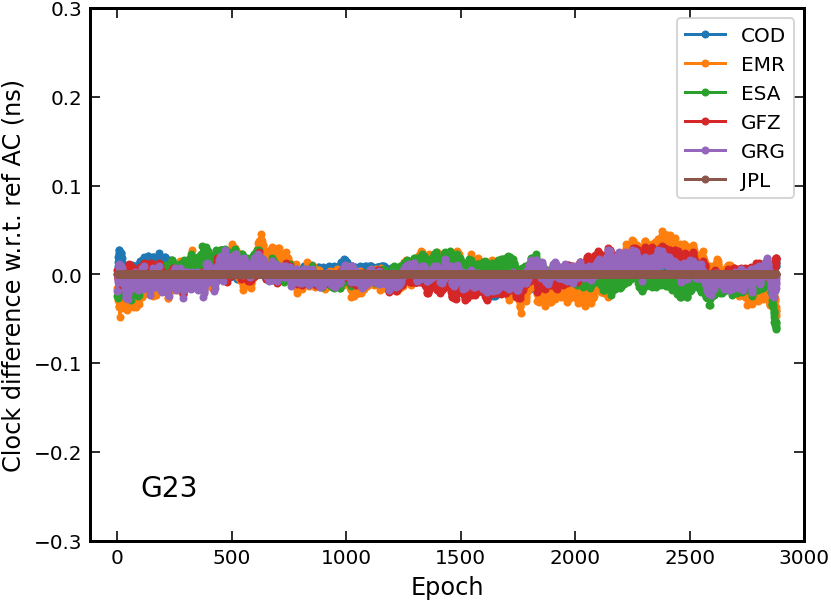 0.3
0.2
0.1
0.0
−0.1
−0.2
−0.3
Clock difference w.r.t. ref AC (ns)
COD
EMR
ESA
GFZ
GRG
JPL
G23
0 500 1000 1500 2000 2500 3000
Epoch